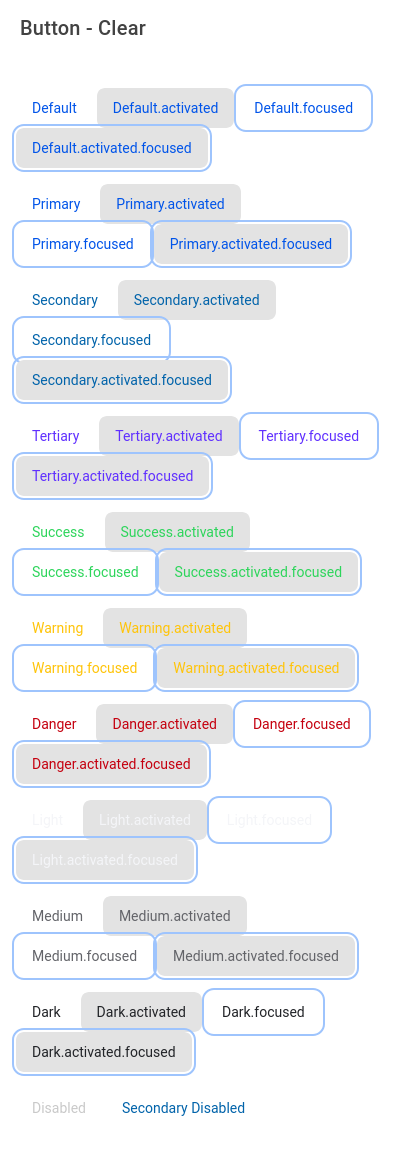 Button - Clear
Default Default.activated Default.focused
Default.activated.focused
Primary Primary.activated
Primary.focused Primary.activated.focused
Secondary Secondary.activated
Secondary.focused
Secondary.activated.focused
Tertiary Tertiary.activated Tertiary.focused
Tertiary.activated.focused
Success Success.activated
Success.focused Success.activated.focused
Warning Warning.activated
Warning.focused Warning.activated.focused
Danger Danger.activated Danger.focused
Danger.activated.focused
Light Light.activated Light.focused
Light.activated.focused
Medium Medium.activated
Medium.focused Medium.activated.focused
Dark Dark.activated Dark.focused
Dark.activated.focused
Disabled Secondary Disabled